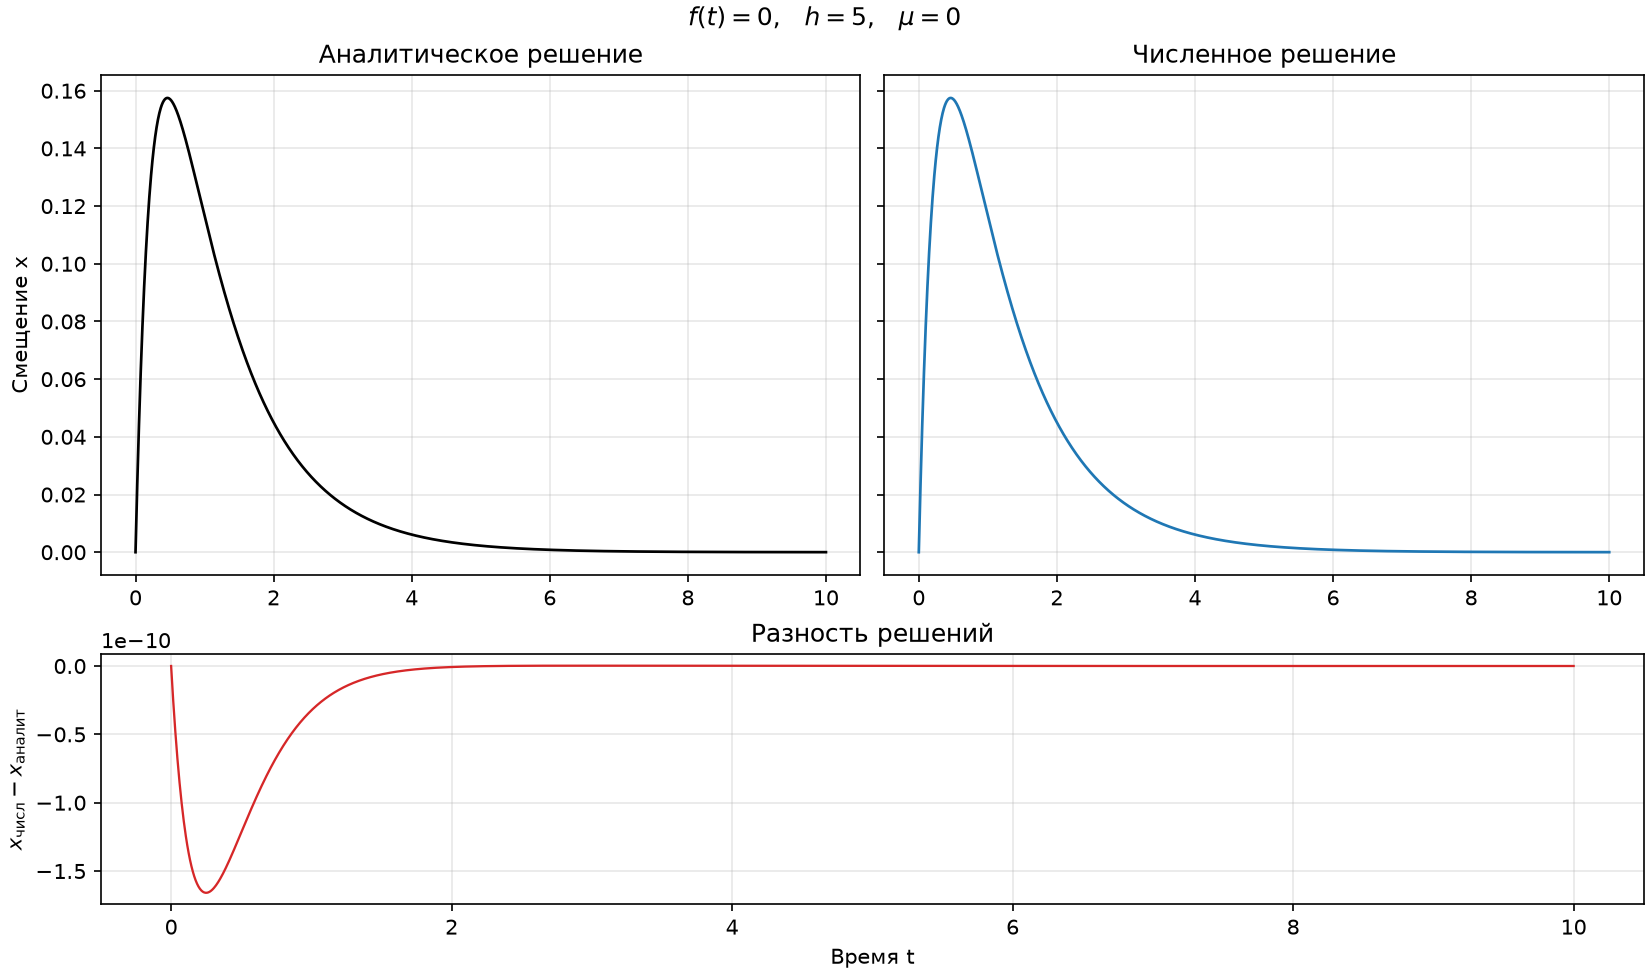 f(t) = 0,   h = 5,   μ = 0
Аналитическое решение
Численное решение
Смещение x
0.16
0.14
0.12
0.10
0.08
0.06
0.04
0.02
0.00
0 2 4 6 8 10
0 2 4 6 8 10
Разность решений
1e−10
xчисл − xаналит
0.0
−0.5
−1.0
−1.5
0 2 4 6 8 10
Время t